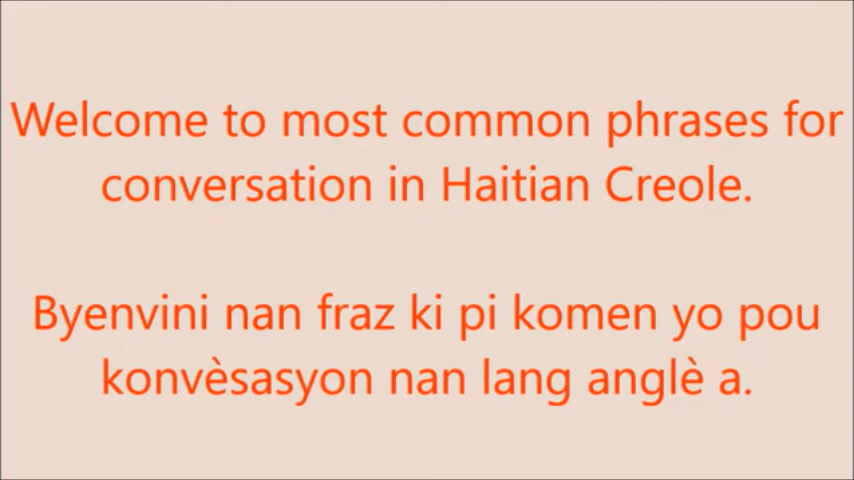 Welcome to most common phrases for
conversation in Haitian Creole.
Byenvini nan fraz ki pi komen yo pou
konvèsasyon nan lang anglè a.